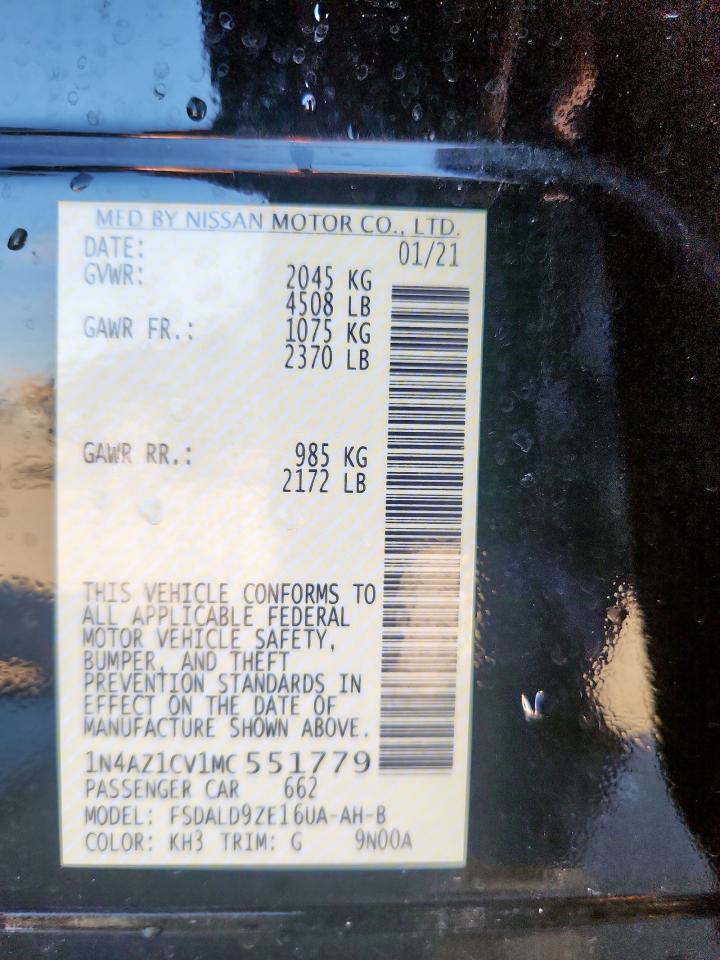 MFD BY NISSAN MOTOR CO., LTD.
DATE: 01/21
GVWR: 2045 KG
4508 LB
GAWR FR.: 1075 KG
2370 LB
GAWR RR.: 985 KG
2172 LB
THIS VEHICLE CONFORMS TO
ALL APPLICABLE FEDERAL
MOTOR VEHICLE SAFETY,
BUMPER, AND THEFT
PREVENTION STANDARDS IN
EFFECT ON THE DATE OF
MANUFACTURE SHOWN ABOVE.
1N4AZ1CV1MC551779
PASSENGER CAR 662
MODEL: FSDALD9ZE16UA-AH-B
COLOR: KH3 TRIM: G 9N00A